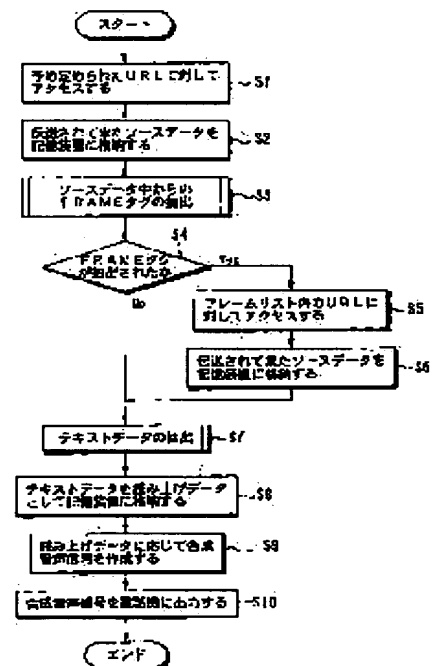 スタート
予め定められたURLに対して
アクセスする
S1
伝送されて来たソースデータを
記憶装置に格納する
S2
ソースデータ中からの
FRAMEタグの抽出
S3
S4
FRAMEタグ
が抽出されたか
Yes
No
フレームリスト内のURLに
対してアクセスする
S5
伝送されて来たソースデータを
記憶装置に格納する
S6
テキストデータの抽出
S7
テキストデータを読み上げデータ
として記憶装置に格納する
S8
読み上げデータに応じて合成
音声信号を作成する
S9
合成音声信号を電話機に出力する
S10
エンド